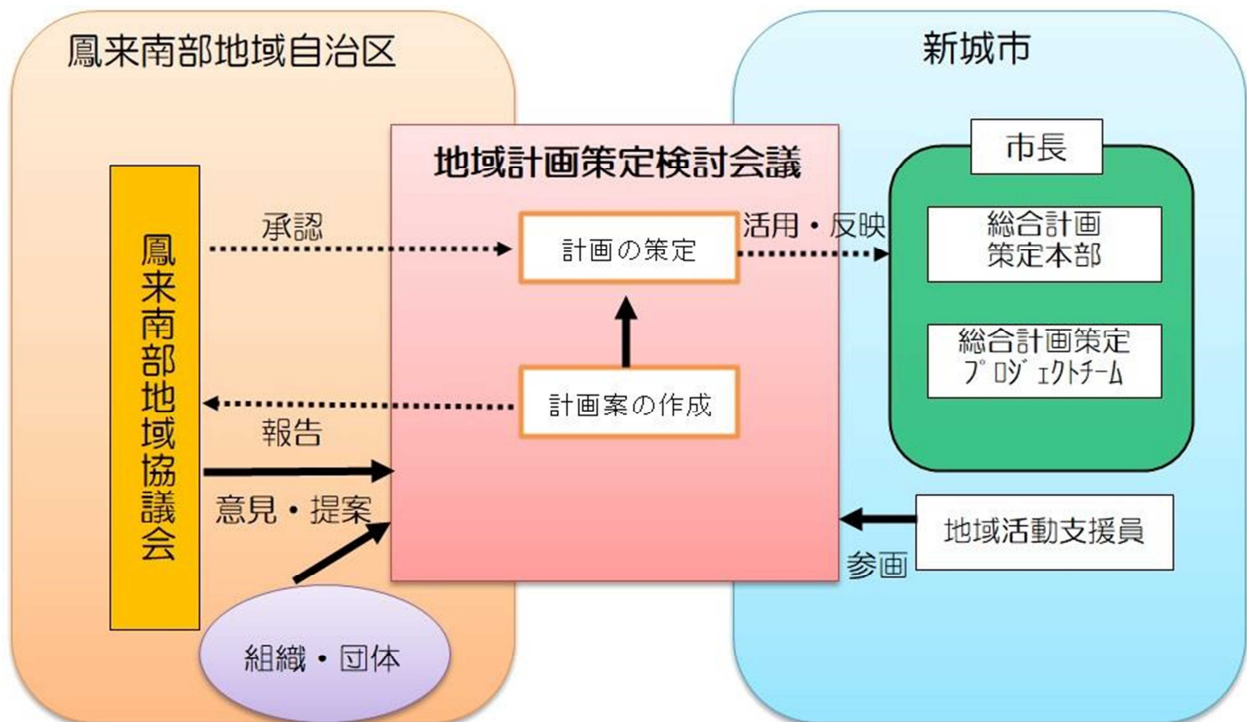 鳳来南部地域自治区
新城市
地域計画策定検討会議
市長
鳳来南部地域協議会
承認
計画の策定
活用・反映
総合計画
策定本部
計画案の作成
総合計画策定
プロジェクトチーム
報告
意見・提案
地域活動支援員
参画
組織・団体